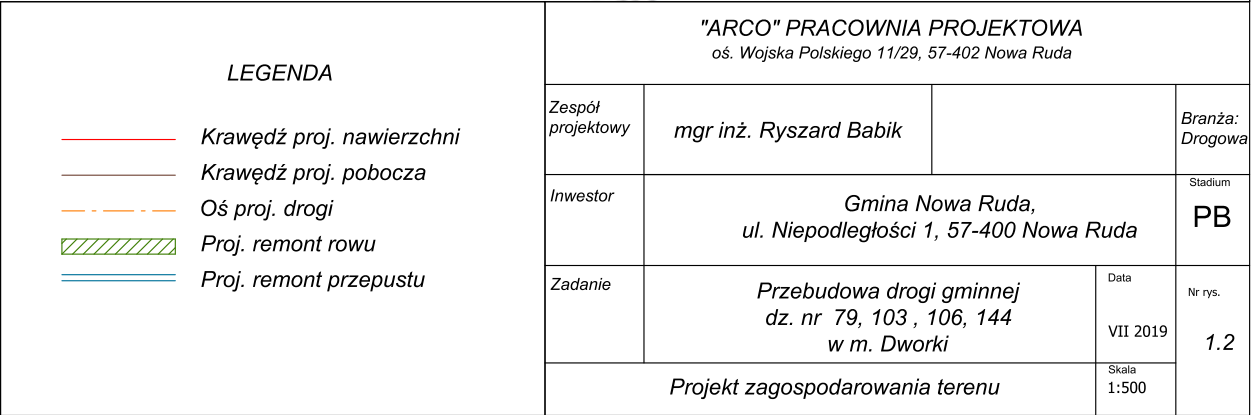 LEGENDA
Krawędź proj. nawierzchni
Krawędź proj. pobocza
Oś proj. drogi
Proj. remont rowu
Proj. remont przepustu
"ARCO" PRACOWNIA PROJEKTOWA
oś. Wojska Polskiego 11/29, 57-402 Nowa Ruda
Zespół
projektowy
mgr inż. Ryszard Babik
Branża:
Drogowa
Inwestor
Gmina Nowa Ruda,
ul. Niepodległości 1, 57-400 Nowa Ruda
Stadium
PB
Zadanie
Przebudowa drogi gminnej
dz. nr 79, 103 , 106, 144
w m. Dworki
Data
VII 2019
Nr rys.
1.2
Projekt zagospodarowania terenu
Skala
1:500